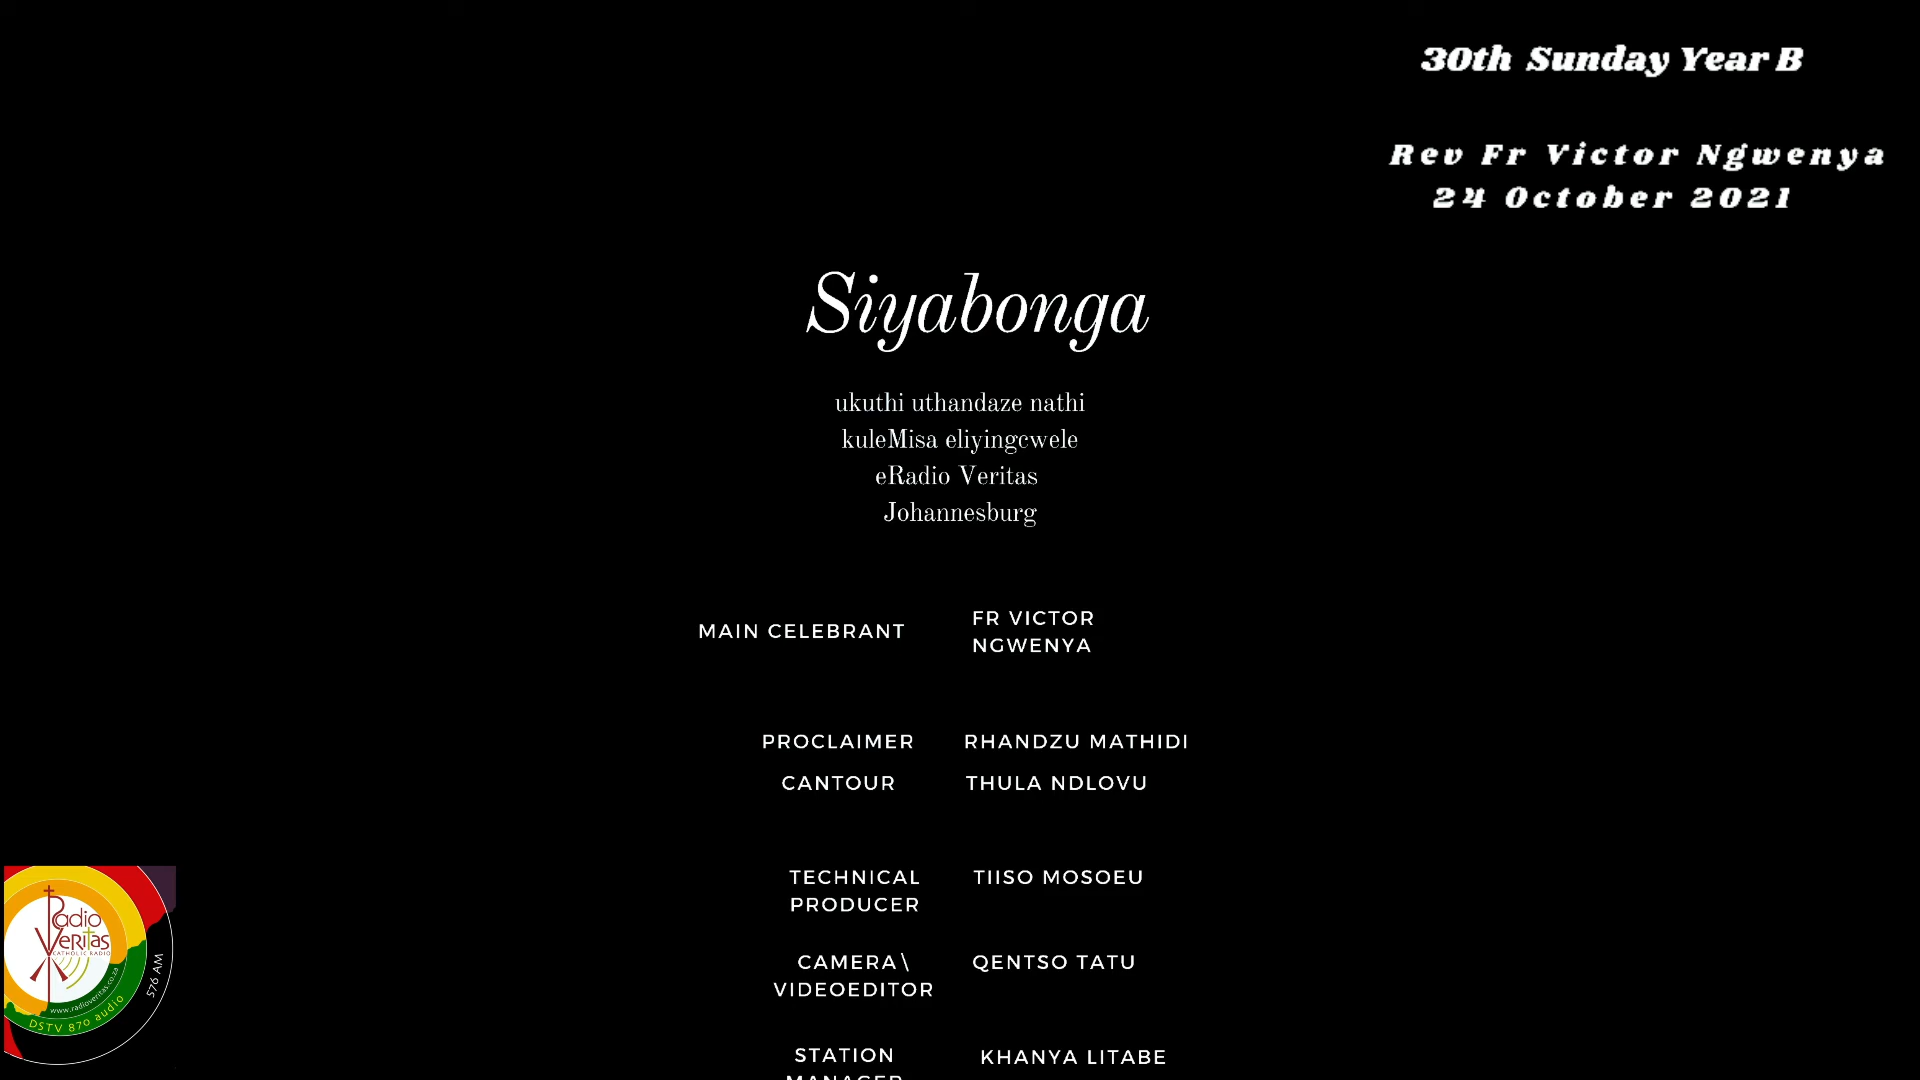 30th Sunday Year B
Rev Fr Victor Ngwenya
24 October 2021
Siyabonga
ukuthi uthandaze nathi
kuleMisa eliyingcwele
eRadio Veritas
Johannesburg
MAIN CELEBRANT
FR VICTOR
NGWENYA
PROCLAIMER
RHANDZU MATHIDI
CANTOUR
THULA NDLOVU
TECHNICAL
PRODUCER
TIISO MOSOEU
CAMERA\
VIDEOEDITOR
QENTSO TATU
STATION
MANAGER
KHANYA LITABE
Radio
Veritas
CATHOLIC RADIO
www.radioveritas.co.za
DSTV 870 audio
576 AM